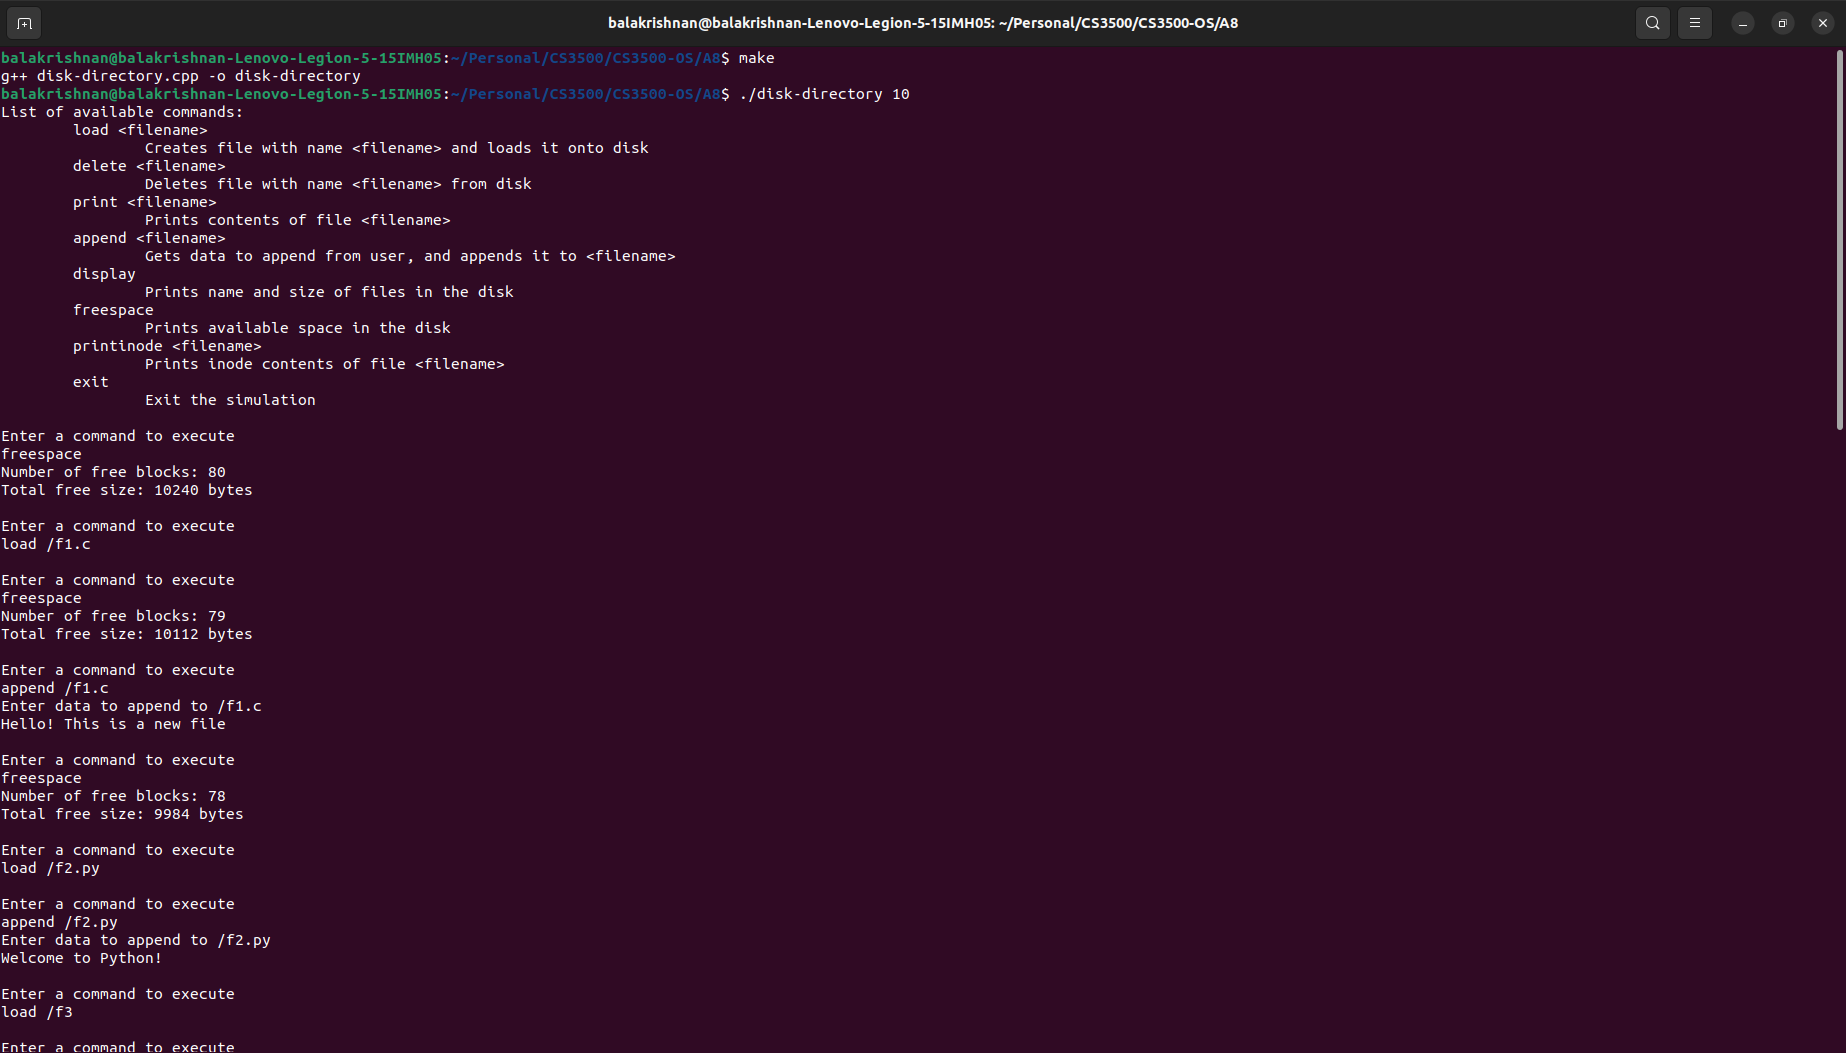 balakrishnan@balakrishnan-Lenovo-Legion-5-15IMH05: ~/Personal/CS3500/CS3500-OS/A8
balakrishnan@balakrishnan-Lenovo-Legion-5-15IMH05:~/Personal/CS3500/CS3500-OS/A8$ make
g++ disk-directory.cpp -o disk-directory
balakrishnan@balakrishnan-Lenovo-Legion-5-15IMH05:~/Personal/CS3500/CS3500-OS/A8$ ./disk-directory 10
List of available commands:
load <filename>
Creates file with name <filename> and loads it onto disk
delete <filename>
Deletes file with name <filename> from disk
print <filename>
Prints contents of file <filename>
append <filename>
Gets data to append from user, and appends it to <filename>
display
Prints name and size of files in the disk
freespace
Prints available space in the disk
printinode <filename>
Prints inode contents of file <filename>
exit
Exit the simulation
Enter a command to execute
freespace
Number of free blocks: 80
Total free size: 10240 bytes
Enter a command to execute
load /f1.c
Enter a command to execute
freespace
Number of free blocks: 79
Total free size: 10112 bytes
Enter a command to execute
append /f1.c
Enter data to append to /f1.c
Hello! This is a new file
Enter a command to execute
freespace
Number of free blocks: 78
Total free size: 9984 bytes
Enter a command to execute
load /f2.py
Enter a command to execute
append /f2.py
Enter data to append to /f2.py
Welcome to Python!
Enter a command to execute
load /f3
Enter a command to execute